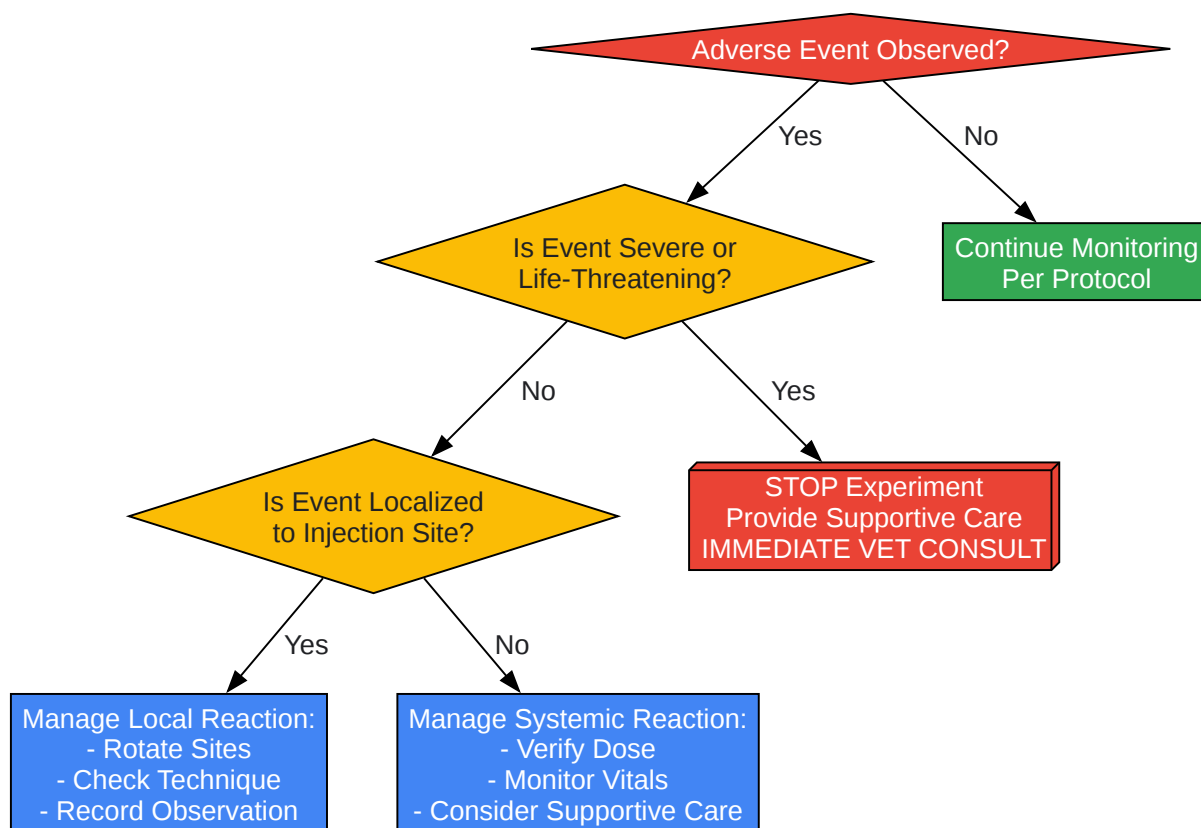 Adverse Event Observed?
Yes
No
Is Event Severe or
Life-Threatening?
Continue Monitoring
Per Protocol
No
Yes
Is Event Localized
to Injection Site?
STOP Experiment
Provide Supportive Care
IMMEDIATE VET CONSULT
Yes
No
Manage Local Reaction:
- Rotate Sites
- Check Technique
- Record Observation
Manage Systemic Reaction:
- Verify Dose
- Monitor Vitals
- Consider Supportive Care